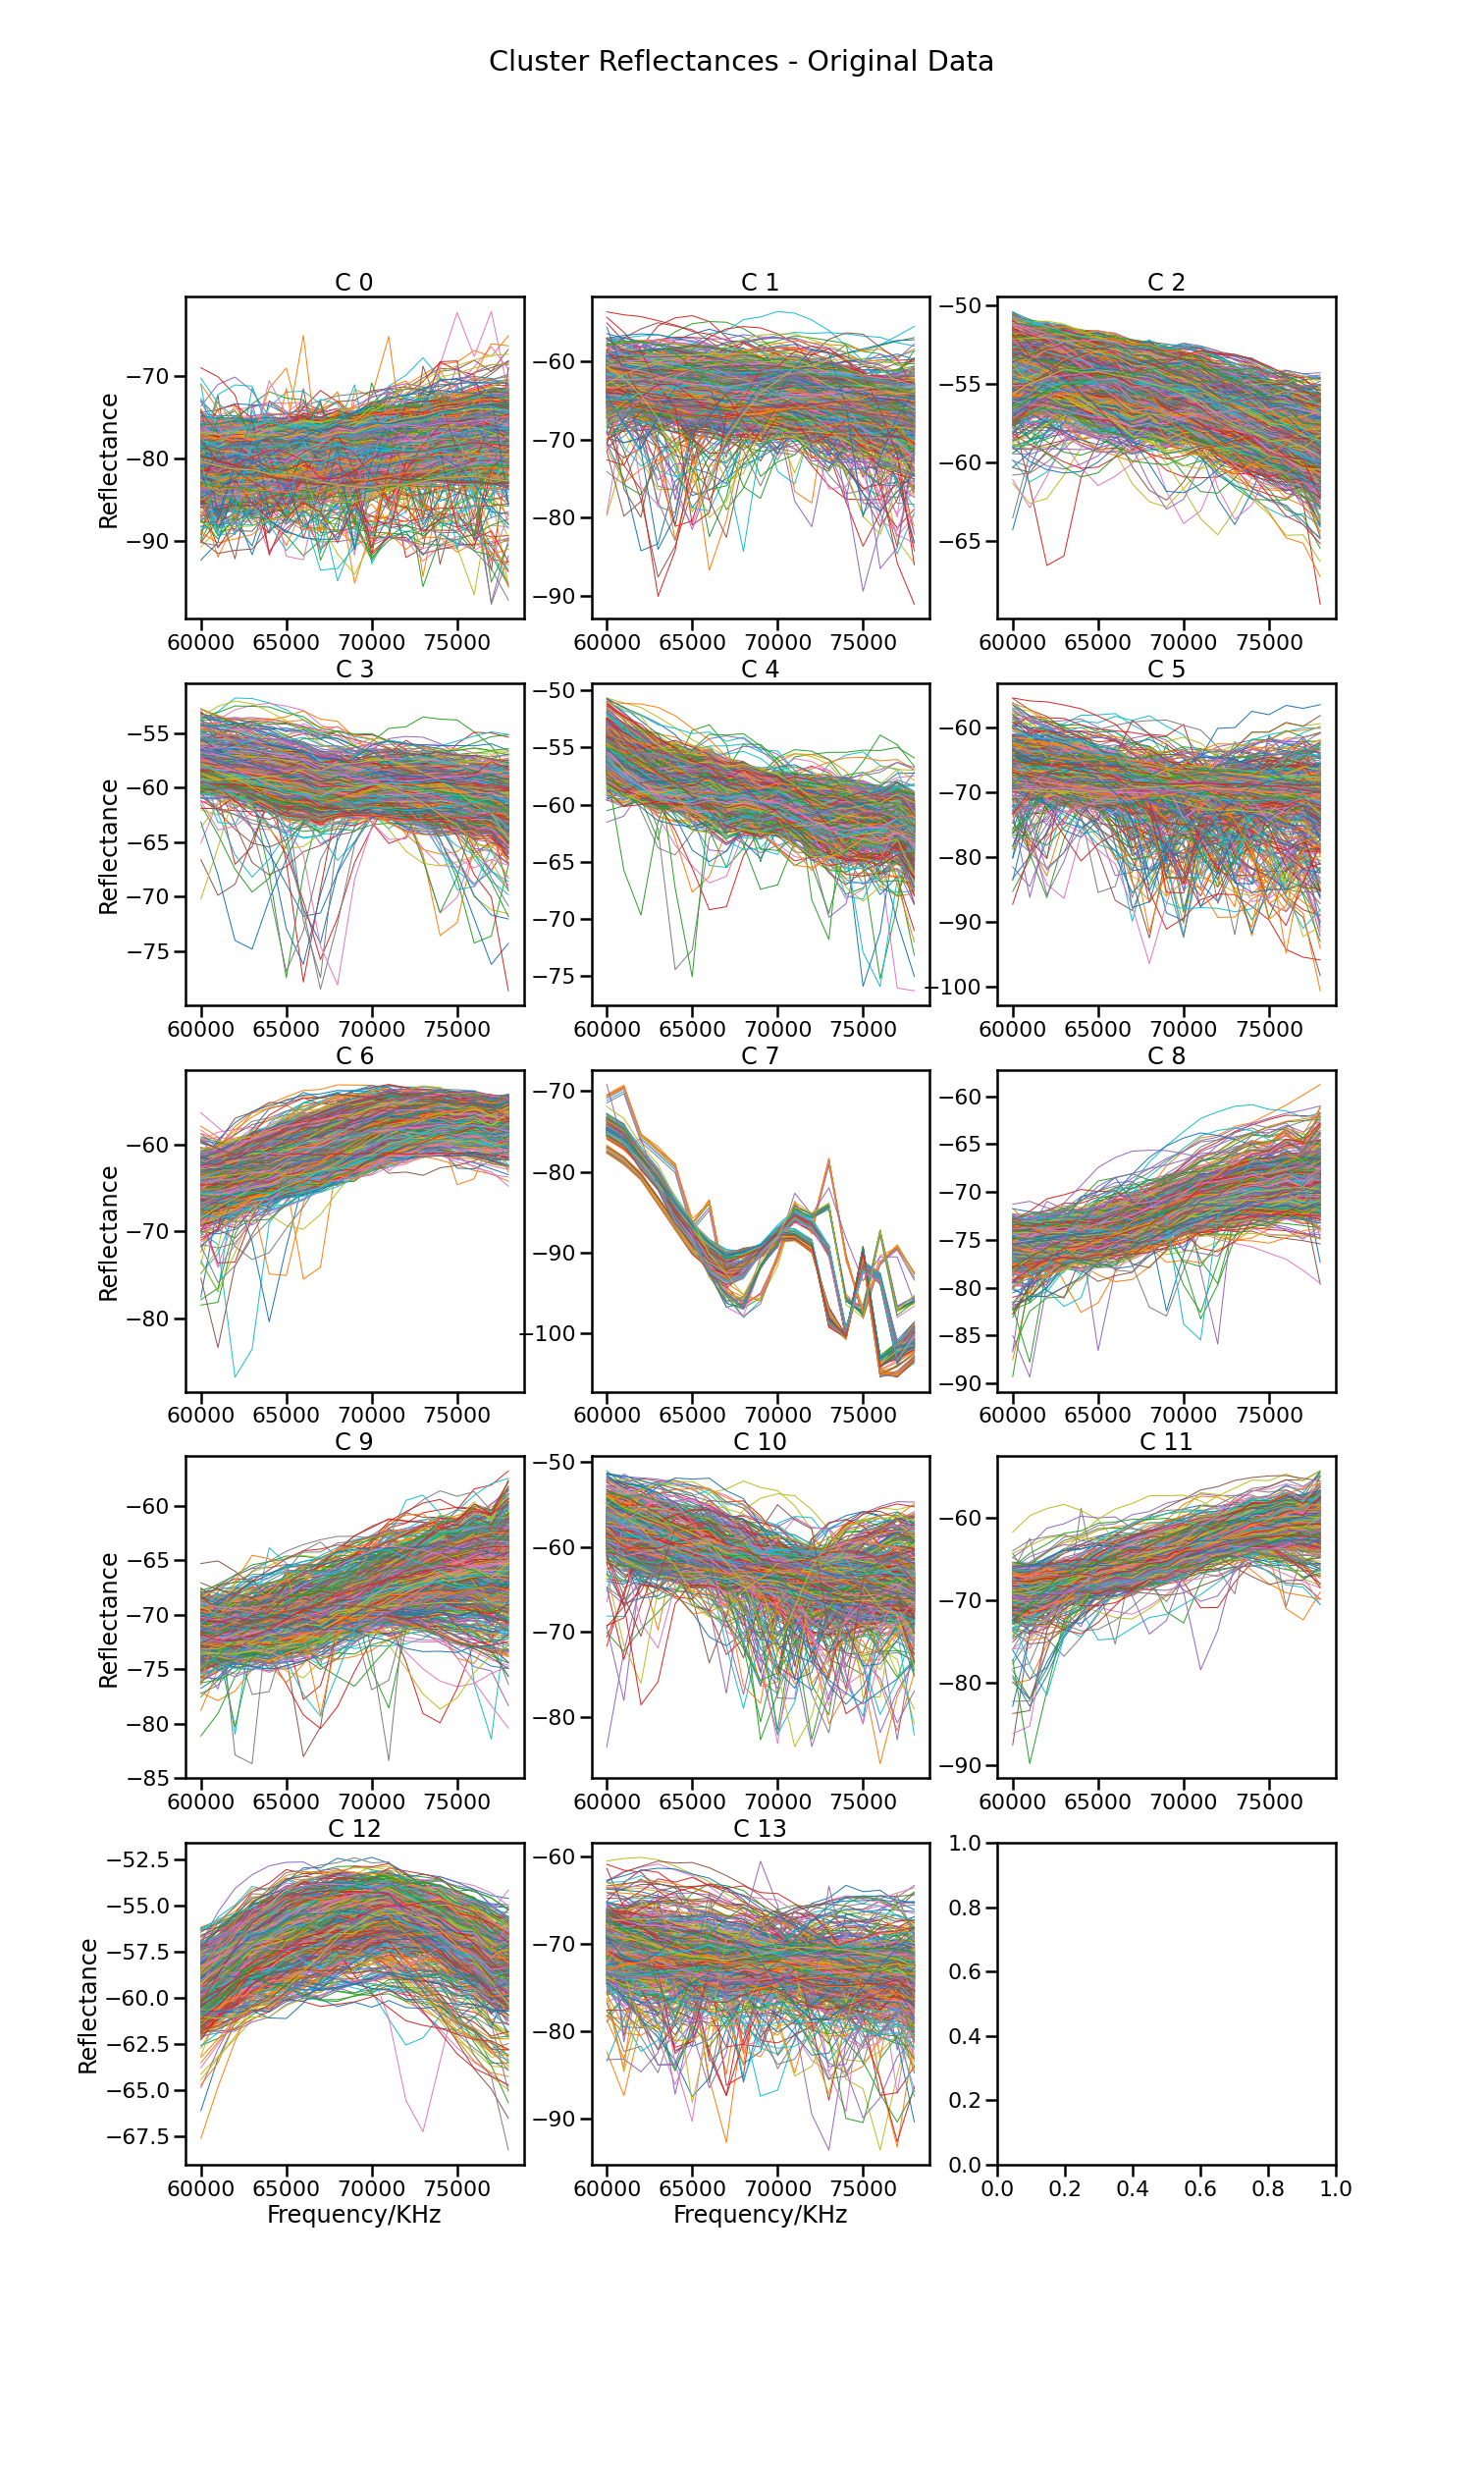 Cluster Reflectances - Original Data
C 0
C 1
C 2
Reflectance
−70
−80
−90
60000 65000 70000 75000
−60
−70
−80
−90
60000 65000 70000 75000
−50
−55
−60
−65
60000 65000 70000 75000
C 3
C 4
C 5
Reflectance
−55
−60
−65
−70
−75
60000 65000 70000 75000
−50
−55
−60
−65
−70
−75
60000 65000 70000 75000
−60
−70
−80
−90
−100
60000 65000 70000 75000
C 6
C 7
C 8
Reflectance
−60
−70
−80
60000 65000 70000 75000
−70
−80
−90
−100
60000 65000 70000 75000
−60
−65
−70
−75
−80
−85
−90
60000 65000 70000 75000
C 9
C 10
C 11
Reflectance
−60
−65
−70
−75
−80
−85
60000 65000 70000 75000
−50
−60
−70
−80
60000 65000 70000 75000
−60
−70
−80
−90
60000 65000 70000 75000
C 12
C 13
Reflectance
−52.5
−55.0
−57.5
−60.0
−62.5
−65.0
−67.5
60000 65000 70000 75000
Frequency/KHz
−60
−70
−80
−90
60000 65000 70000 75000
Frequency/KHz
1.0
0.8
0.6
0.4
0.2
0.0
0.0 0.2 0.4 0.6 0.8 1.0